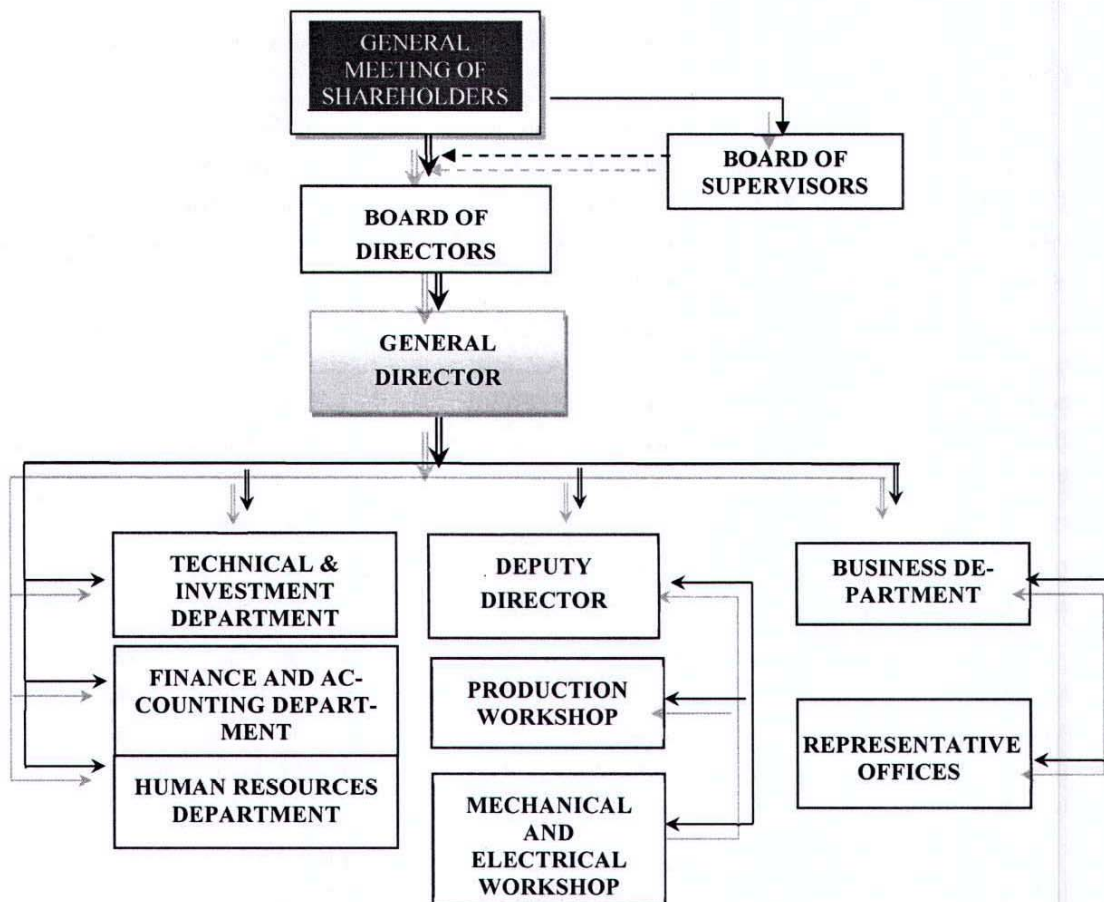 GENERAL
MEETING OF
SHAREHOLDERS
BOARD OF
SUPERVISORS
BOARD OF
DIRECTORS
GENERAL
DIRECTOR
TECHNICAL &
INVESTMENT
DEPARTMENT
FINANCE AND AC-
COUNTING DEPART-
MENT
HUMAN RESOURCES
DEPARTMENT
DEPUTY
DIRECTOR
PRODUCTION
WORKSHOP
MECHANICAL
AND
ELECTRICAL
WORKSHOP
BUSINESS DE-
PARTMENT
REPRESENTATIVE
OFFICES